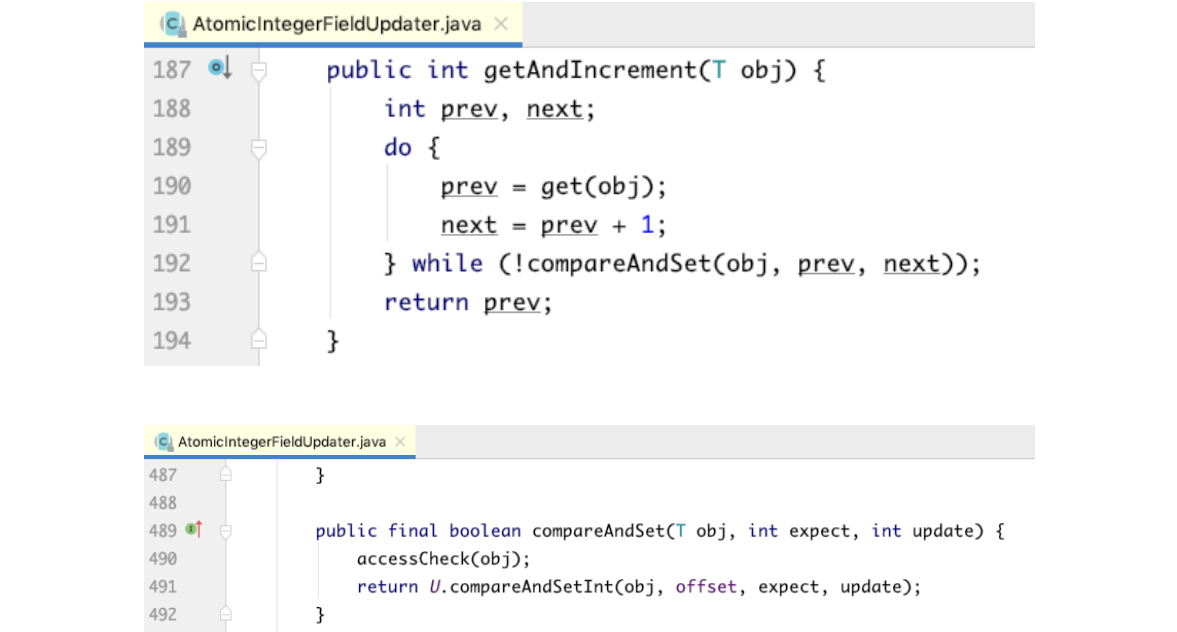 AtomicIntegerFieldUpdater.java
187 public int getAndIncrement(T obj) {
188 int prev, next;
189 do {
190 prev = get(obj);
191 next = prev + 1;
192 } while (!compareAndSet(obj, prev, next));
193 return prev;
194 }
AtomicIntegerFieldUpdater.java
487 }
488
489 public final boolean compareAndSet(T obj, int expect, int update) {
490 accessCheck(obj);
491 return U.compareAndSetInt(obj, offset, expect, update);
492 }